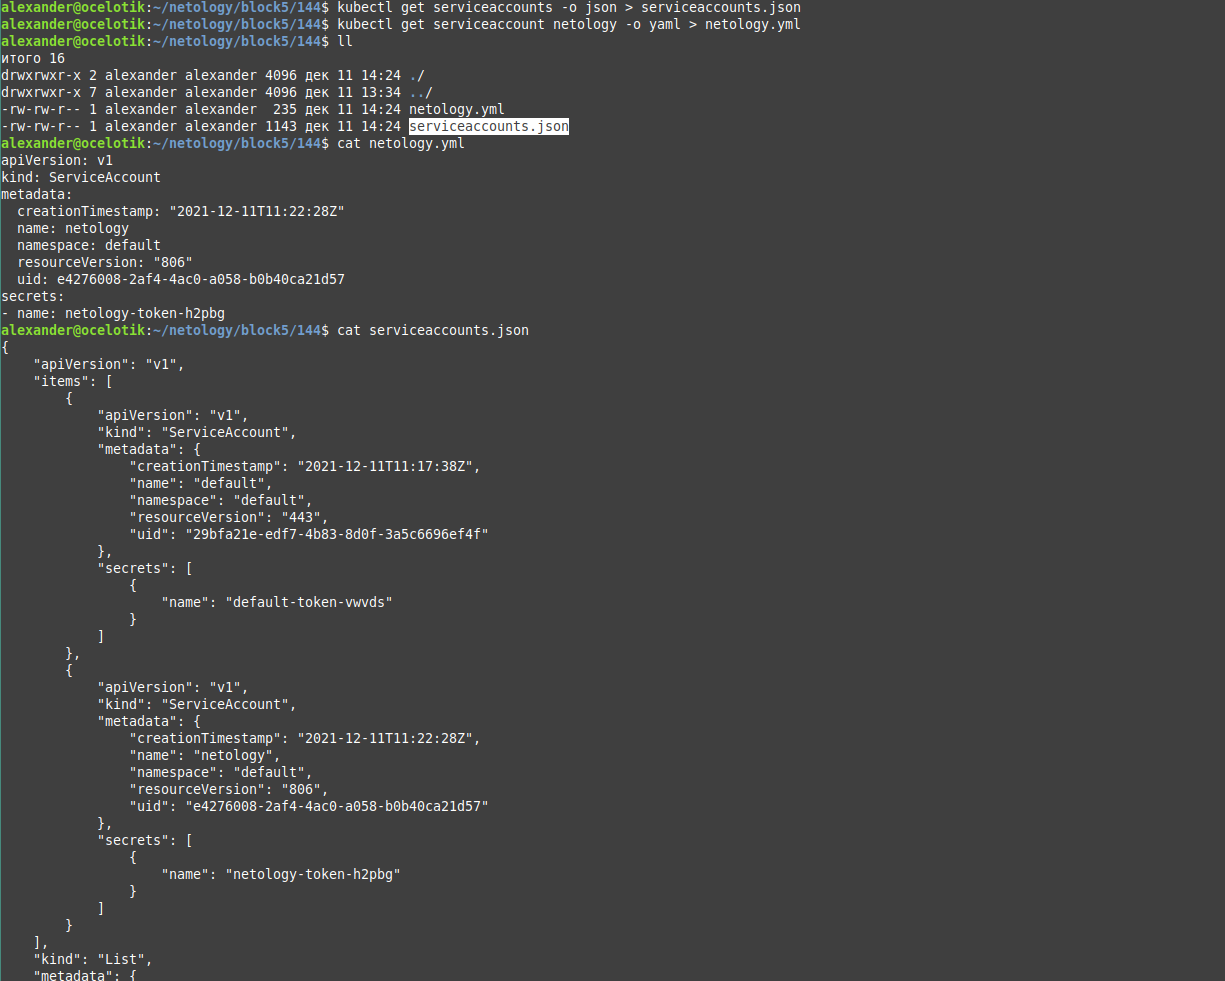 alexander@ocelotik:~/netology/block5/144$ kubectl get serviceaccounts -o json > serviceaccounts.json
alexander@ocelotik:~/netology/block5/144$ kubectl get serviceaccount netology -o yaml > netology.yml
alexander@ocelotik:~/netology/block5/144$ ll
итого 16
drwxrwxr-x 2 alexander alexander 4096 дек 11 14:24 ./
drwxrwxr-x 7 alexander alexander 4096 дек 11 13:34 ../
-rw-rw-r-- 1 alexander alexander  235 дек 11 14:24 netology.yml
-rw-rw-r-- 1 alexander alexander 1143 дек 11 14:24 serviceaccounts.json
alexander@ocelotik:~/netology/block5/144$ cat netology.yml
apiVersion: v1
kind: ServiceAccount
metadata:
  creationTimestamp: "2021-12-11T11:22:28Z"
  name: netology
  namespace: default
  resourceVersion: "806"
  uid: e4276008-2af4-4ac0-a058-b0b40ca21d57
secrets:
- name: netology-token-h2pbg
alexander@ocelotik:~/netology/block5/144$ cat serviceaccounts.json
{
    "apiVersion": "v1",
    "items": [
        {
            "apiVersion": "v1",
            "kind": "ServiceAccount",
            "metadata": {
                "creationTimestamp": "2021-12-11T11:17:38Z",
                "name": "default",
                "namespace": "default",
                "resourceVersion": "443",
                "uid": "29bfa21e-edf7-4b83-8d0f-3a5c6696ef4f"
            },
            "secrets": [
                {
                    "name": "default-token-vwvds"
                }
            ]
        },
        {
            "apiVersion": "v1",
            "kind": "ServiceAccount",
            "metadata": {
                "creationTimestamp": "2021-12-11T11:22:28Z",
                "name": "netology",
                "namespace": "default",
                "resourceVersion": "806",
                "uid": "e4276008-2af4-4ac0-a058-b0b40ca21d57"
            },
            "secrets": [
                {
                    "name": "netology-token-h2pbg"
                }
            ]
        }
    ],
    "kind": "List",
    "metadata": {